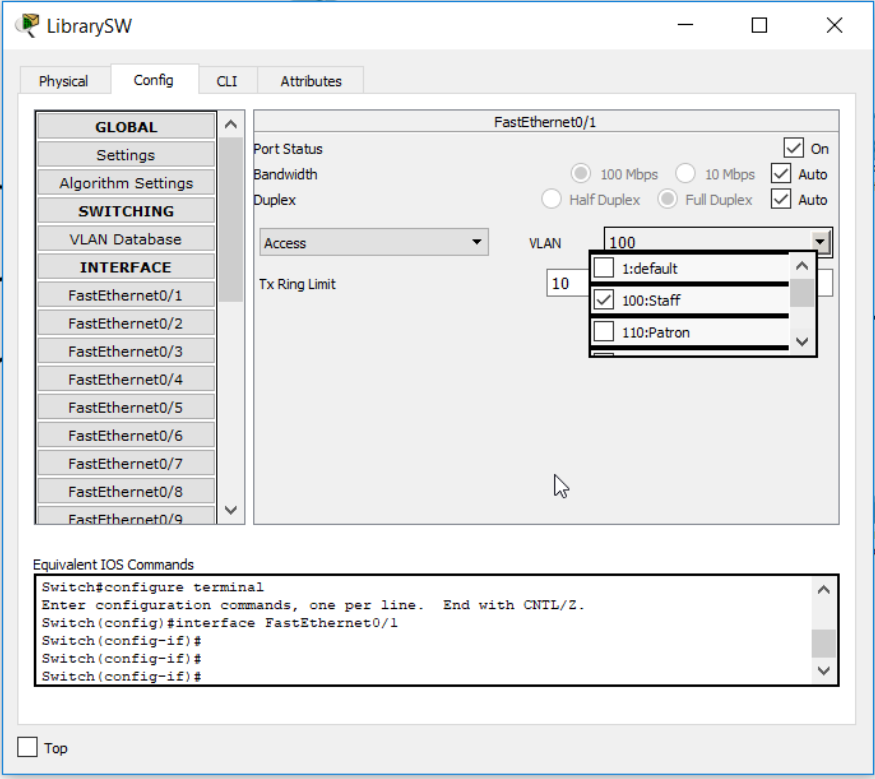 LibrarySW
Physical Config CLI Attributes
GLOBAL
Settings
Algorithm Settings
SWITCHING
VLAN Database
INTERFACE
FastEthernet0/1
FastEthernet0/2
FastEthernet0/3
FastEthernet0/4
FastEthernet0/5
FastEthernet0/6
FastEthernet0/7
FastEthernet0/8
FastEthernet0/9
FastEthernet0/1
Port Status On
Bandwidth 100 Mbps 10 Mbps Auto
Duplex Half Duplex Full Duplex Auto
Access VLAN 100
1:default
Tx Ring Limit 10
100:Staff
110:Patron
Equivalent IOS Commands
Switch#configure terminal
Enter configuration commands, one per line. End with CNTL/Z.
Switch(config)#interface FastEthernet0/1
Switch(config-if)#
Switch(config-if)#
Switch(config-if)#
Top